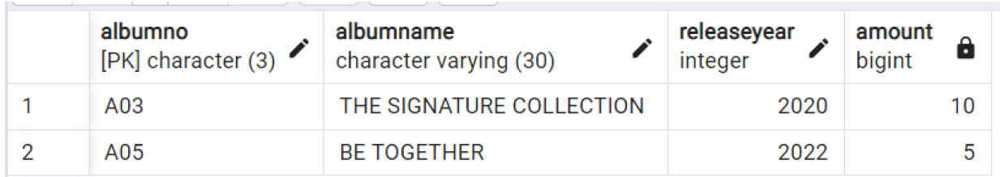 albumno albumname releaseyear amount
[PK] character (3) character varying (30) integer bigint
1 A03 THE SIGNATURE COLLECTION 2020 10
2 A05 BE TOGETHER 2022 5